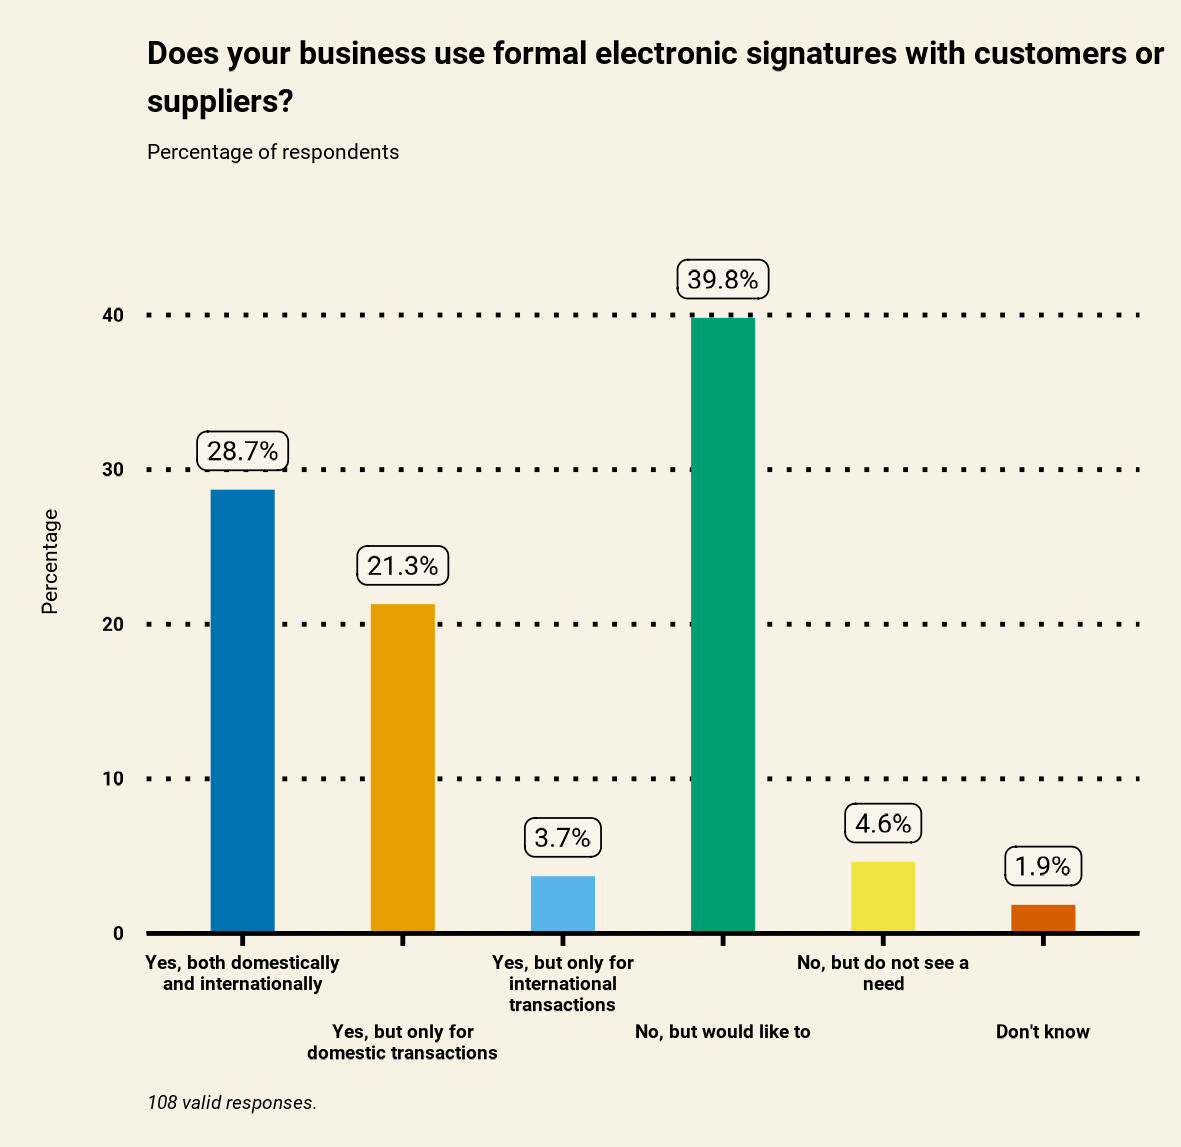 Does your business use formal electronic signatures with customers or
suppliers?
Percentage of respondents
39.8%
40
28.7%
30
21.3%
20
Percentage
10
4.6%
3.7%
1.9%
0
Yes, both domestically
and internationally
Yes, but only for
domestic transactions
Yes, but only for
international
transactions
No, but would like to
No, but do not see a
need
Don't know
108 valid responses.